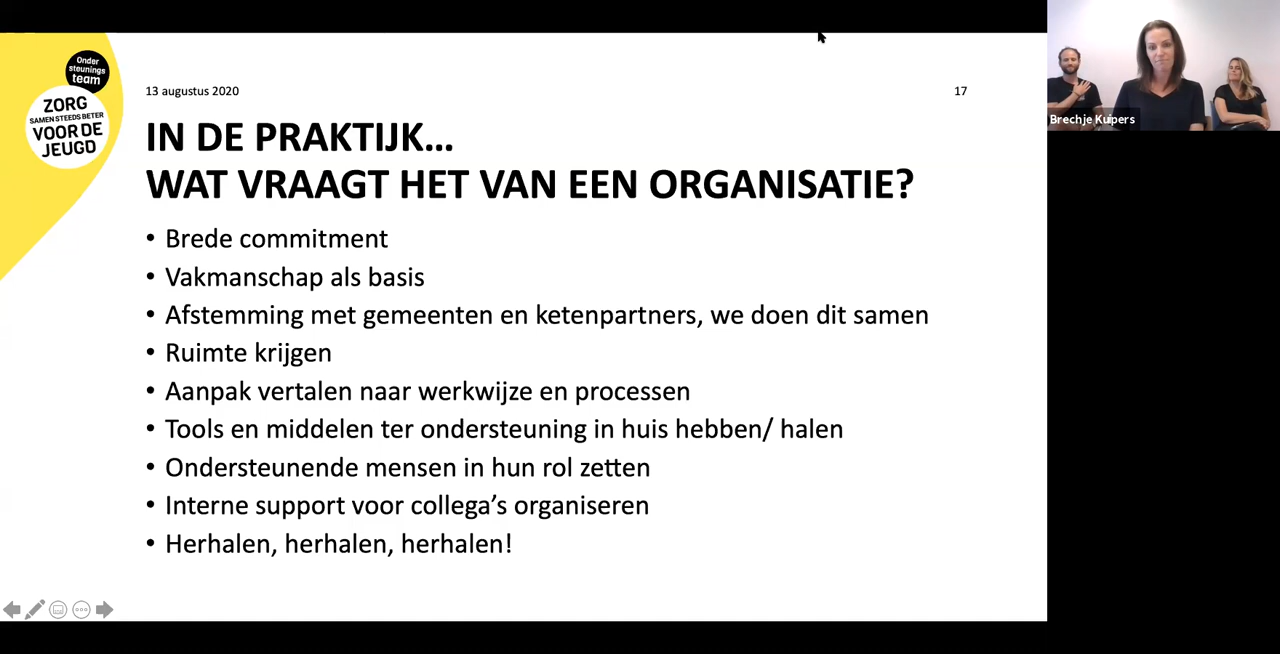 Onder
steunings
team
ZORG
SAMEN STEEDS BETER
VOOR DE
JEUGD
13 augustus 2020
17
IN DE PRAKTIJK…
WAT VRAAGT HET VAN EEN ORGANISATIE?
• Brede commitment
• Vakmanschap als basis
• Afstemming met gemeenten en ketenpartners, we doen dit samen
• Ruimte krijgen
• Aanpak vertalen naar werkwijze en processen
• Tools en middelen ter ondersteuning in huis hebben/ halen
• Ondersteunende mensen in hun rol zetten
• Interne support voor collega’s organiseren
• Herhalen, herhalen, herhalen!
Brechje Kuipers